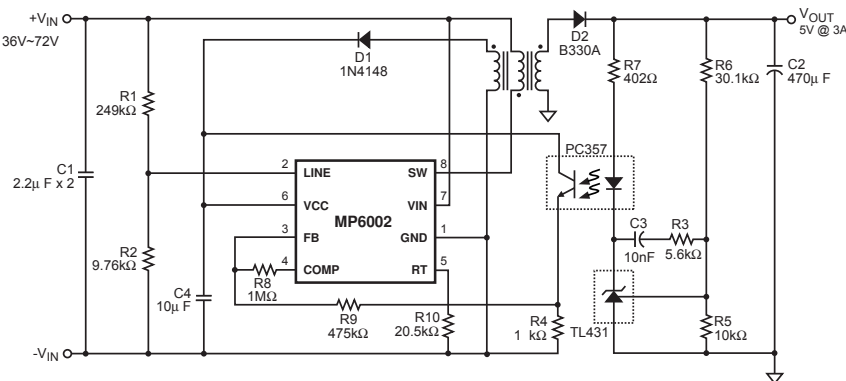 +VIN
36V~72V
D1
1N4148
D2
B330A
VOUT
5V @ 3A
R7
402Ω
R6
30.1kΩ
C2
470μ F
R1
249kΩ
PC357
C1
2.2μ F x 2
2
LINE
SW
8
6
VCC
VIN
7
MP6002
3
FB
GND
1
4
COMP
RT
5
C3
10nF
R3
5.6kΩ
R2
9.76kΩ
R8
1MΩ
C4
10μ F
R9
475kΩ
R10
20.5kΩ
R4
1 kΩ
TL431
R5
10kΩ
-VIN